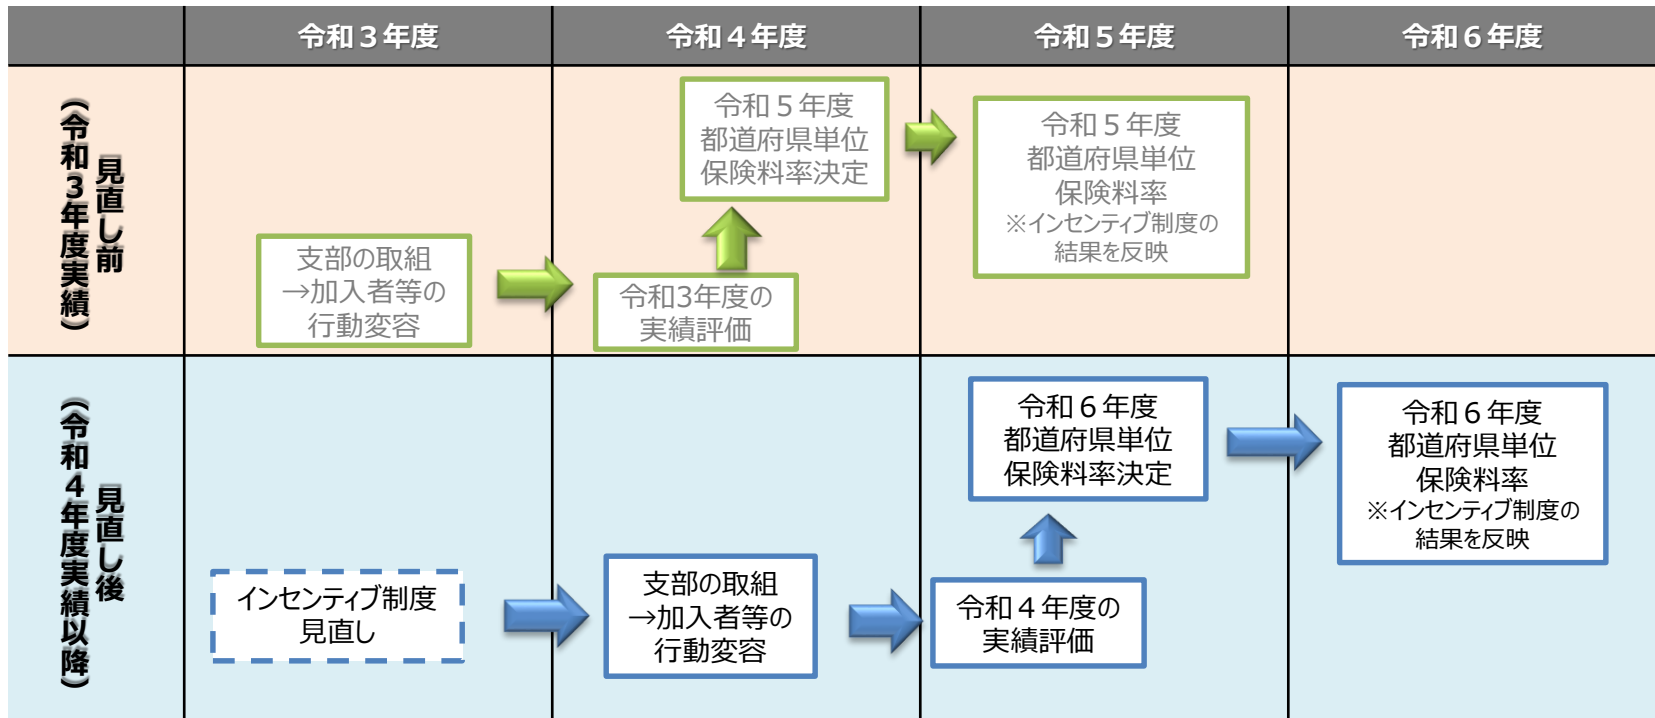 令和３年度
令和４年度
令和５年度
令和６年度
見直し前
（令和３年度実績）
支部の取組
→加入者等の
行動変容
令和3年度の
実績評価
令和５年度
都道府県単位
保険料率決定
令和５年度
都道府県単位
保険料率
※インセンティブ制度の
結果を反映
見直し後
（令和４年度実績以降）
インセンティブ制度
見直し
支部の取組
→加入者等の
行動変容
令和４年度の
実績評価
令和６年度
都道府県単位
保険料率決定
令和６年度
都道府県単位
保険料率
※インセンティブ制度の
結果を反映